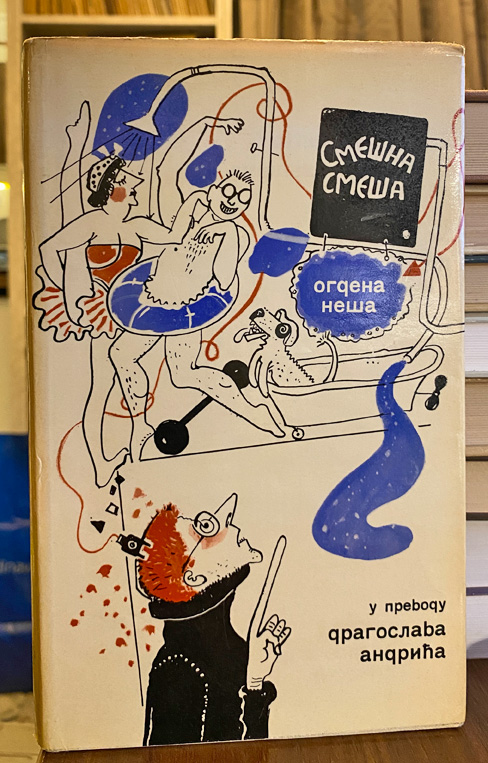 СМЕШНА
СМЕША
огдена
неша
у преводу
драгослава
андрића